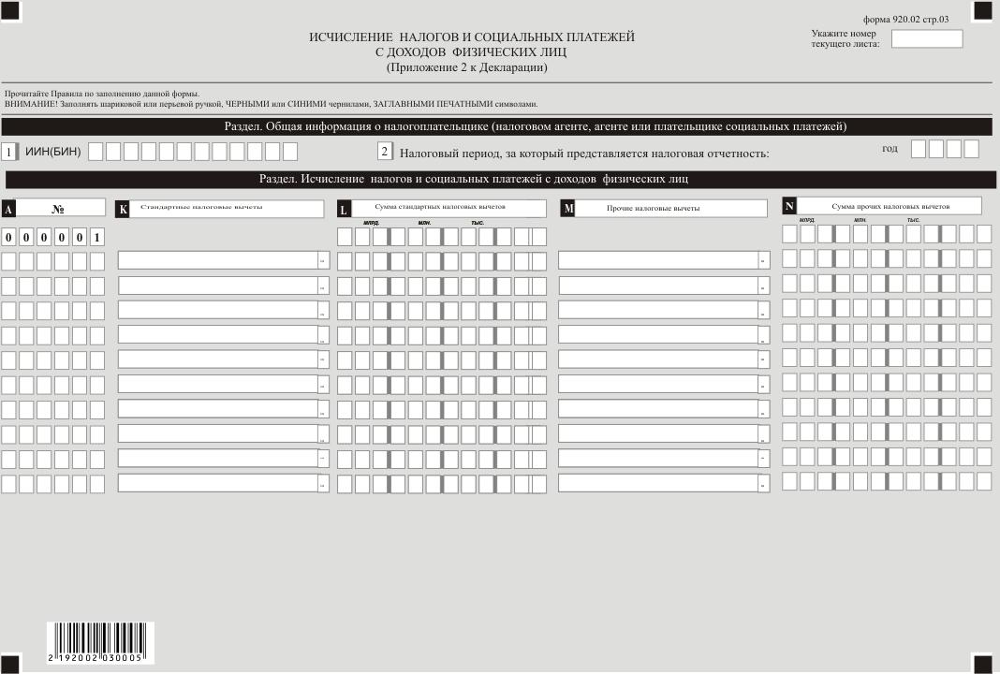 форма 920.02 стр.03
Укажите номер
текущего листа:
ИСЧИСЛЕНИЕ НАЛОГОВ И СОЦИАЛЬНЫХ ПЛАТЕЖЕЙ
С ДОХОДОВ ФИЗИЧЕСКИХ ЛИЦ
(Приложение 2 к Декларации)
Прочитайте Правила по заполнению данной формы.
ВНИМАНИЕ! Заполнять шариковой или перьевой ручкой, ЧЕРНЫМИ или СИНИМИ чернилами, ЗАГЛАВНЫМИ ПЕЧАТНЫМИ символами.
Раздел. Общая информация о налогоплательщике (налоговом агенте, агенте или плательщике социальных платежей)
1 ИИН(БИН) 2 Налоговый период, за который представляется налоговая отчетность: год
Раздел. Исчисление налогов и социальных платежей с доходов физических лиц
A № K Стандартные налоговые вычеты L Сумма стандартных налоговых вычетов M Прочие налоговые вычеты N Сумма прочих налоговых вычетов
МЛРД. МЛН. ТЫС. МЛРД. МЛН. ТЫС.
0 0 0 0 0 1
2 192002 030005